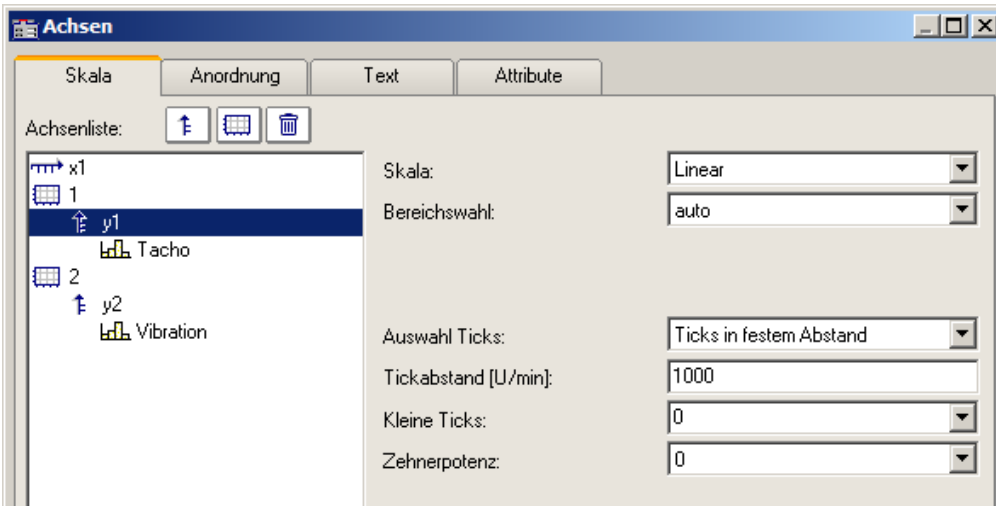 Achsen
Skala Anordnung Text Attribute
Achsenliste:
x1
1
y1
Tacho
2
y2
Vibration
Skala: Linear
Bereichswahl: auto
Auswahl Ticks: Ticks in festem Abstand
Tickabstand [U/min]: 1000
Kleine Ticks: 0
Zehnerpotenz: 0